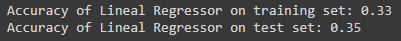 Accuracy of Lineal Regressor on training set: 0.33
Accuracy of Lineal Regressor on test set: 0.35